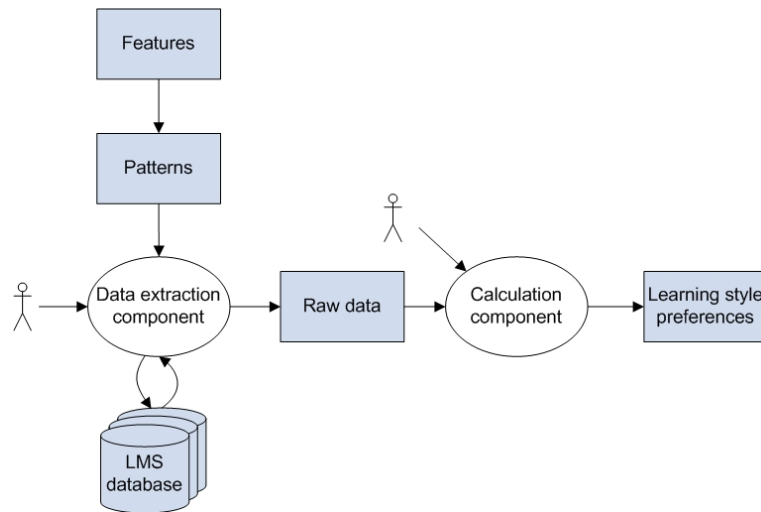 Features
Patterns
Data extraction
component
Raw data
Calculation
component
Learning style
preferences
LMS
database